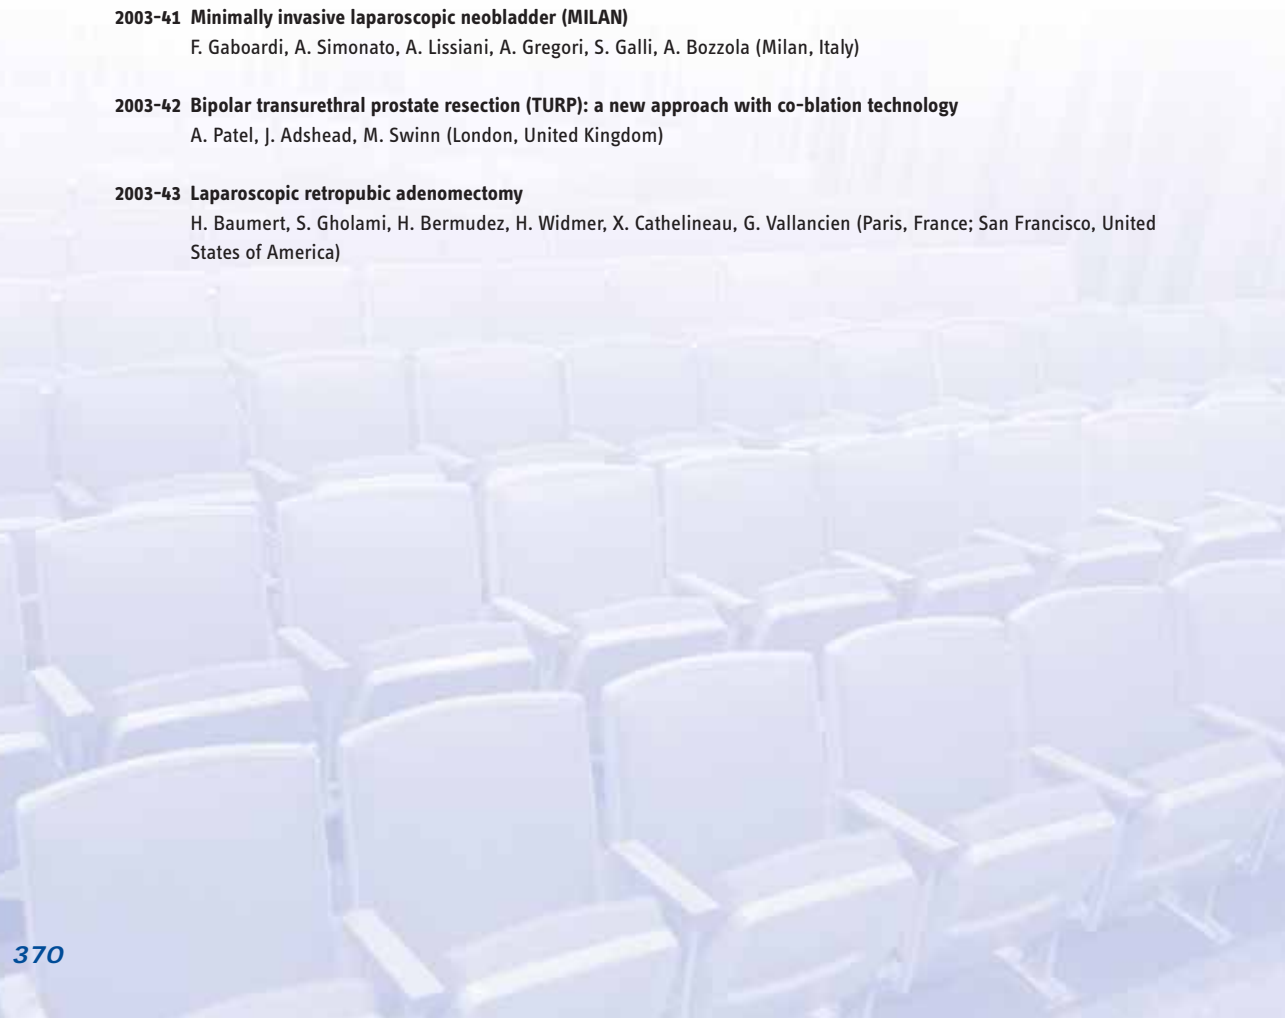 2003-41 Minimally invasive laparoscopic neobladder (MILAN)
F. Gaboardi, A. Simonato, A. Lissiani, A. Gregori, S. Galli, A. Bozzola (Milan, Italy)
2003-42 Bipolar transurethral prostate resection (TURP): a new approach with co-blation technology
A. Patel, J. Adshead, M. Swinn (London, United Kingdom)
2003-43 Laparoscopic retropubic adenomectomy
H. Baumert, S. Gholami, H. Bermudez, H. Widmer, X. Cathelineau, G. Vallancien (Paris, France; San Francisco, United
States of America)
370